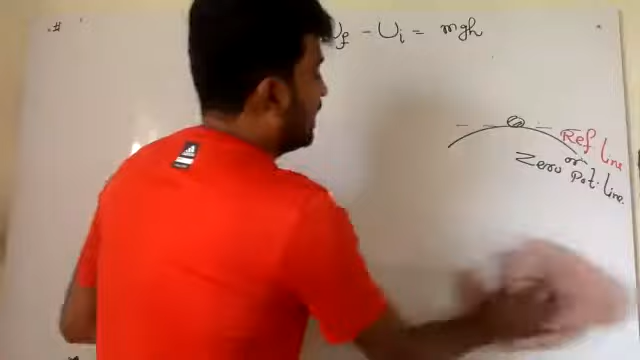 Uf - Ui = mgh
Ref line
or
Zero Pot. line.